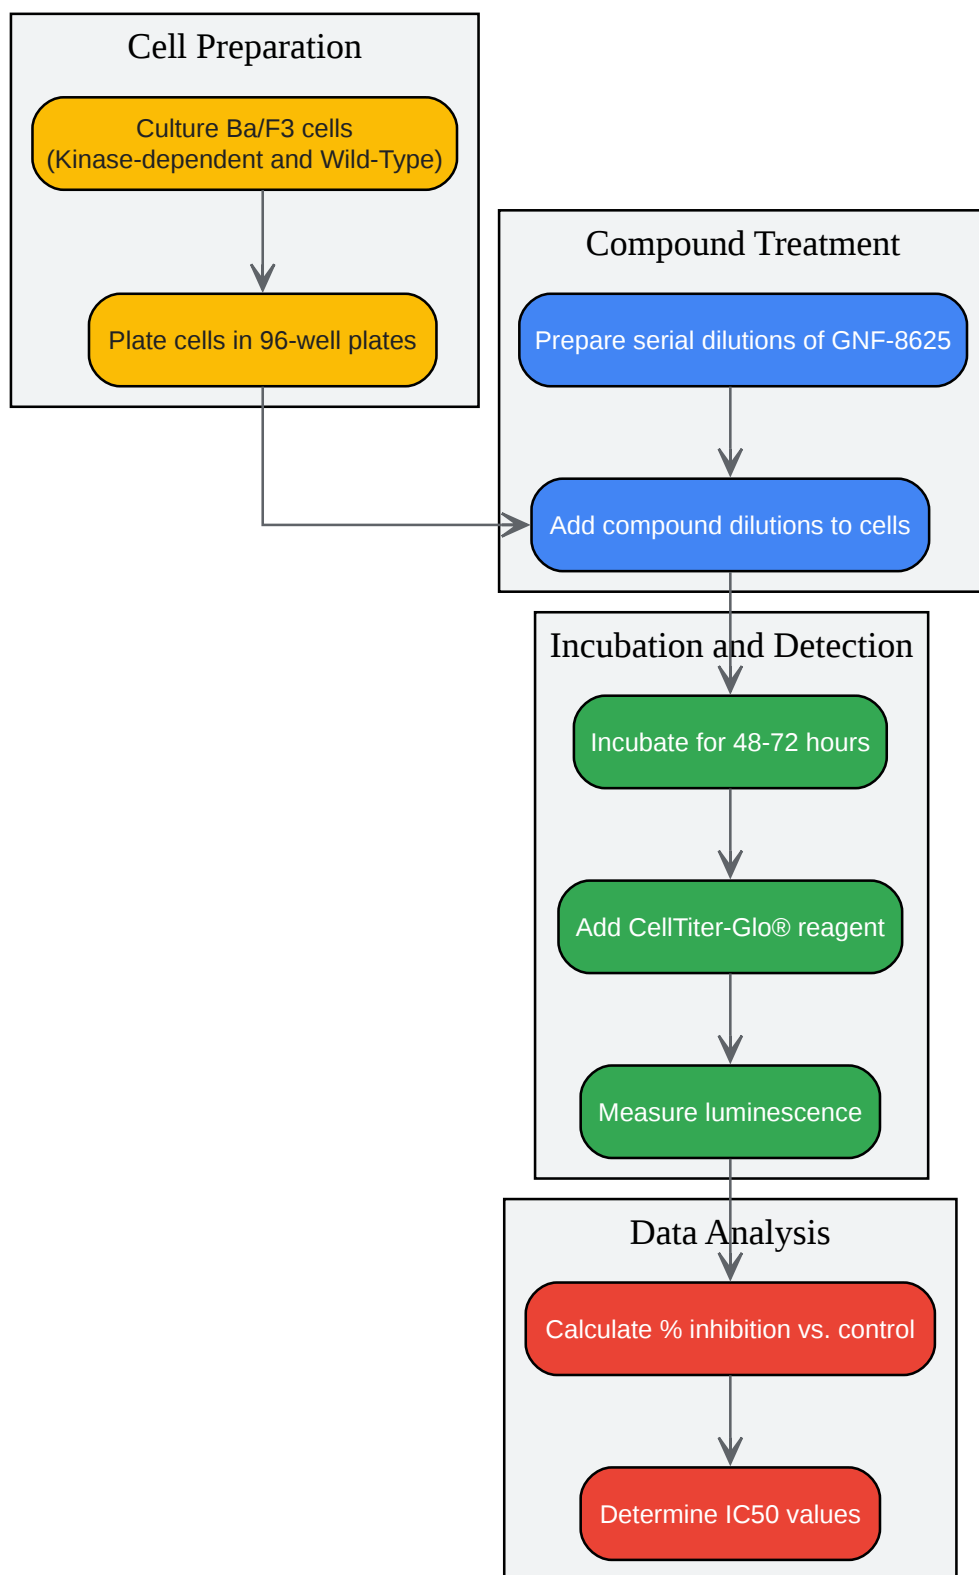 Cell Preparation
Culture Ba/F3 cells
(Kinase-dependent and Wild-Type)
Plate cells in 96-well plates
Compound Treatment
Prepare serial dilutions of GNF-8625
Add compound dilutions to cells
Incubation and Detection
Incubate for 48-72 hours
Add CellTiter-Glo® reagent
Measure luminescence
Data Analysis
Calculate % inhibition vs. control
Determine IC50 values